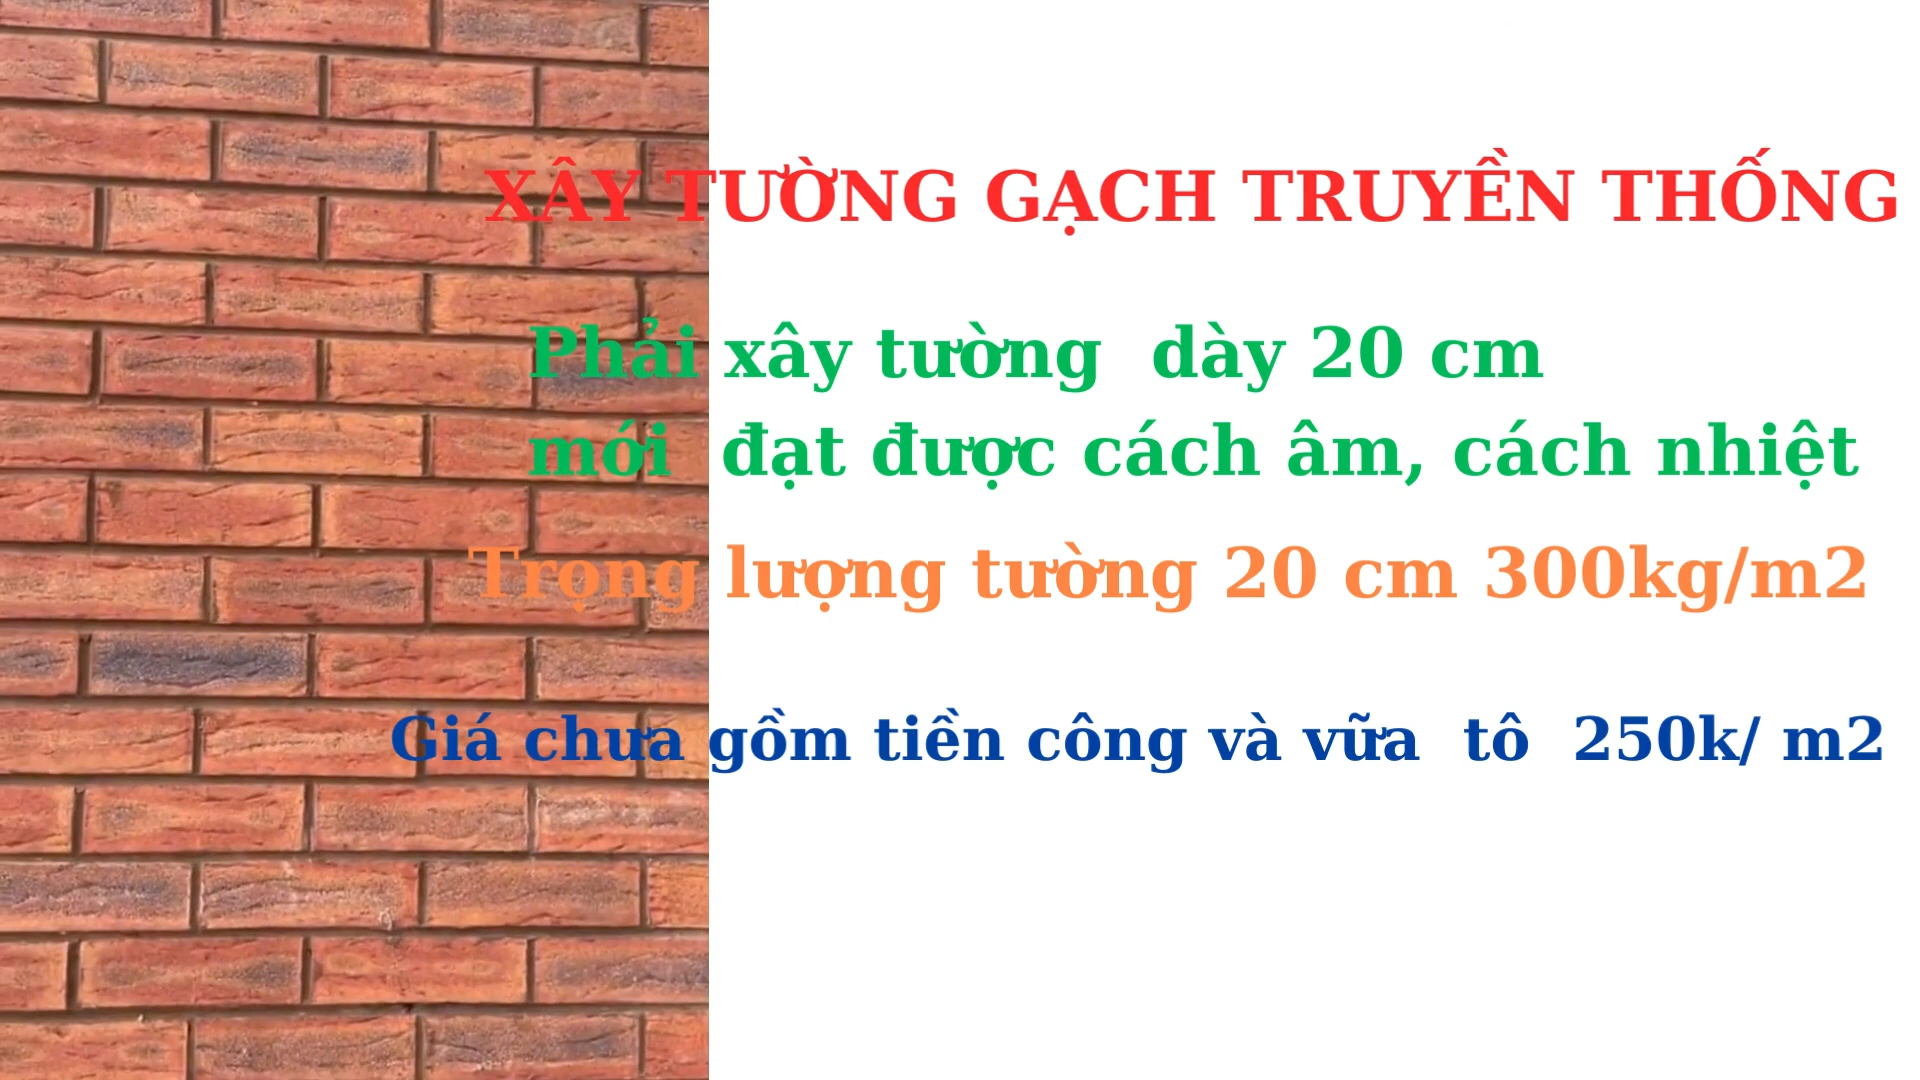 XÂY TƯỜNG GẠCH TRUYỀN THỐNG
Phải xây tường dày 20 cm
mới đạt được cách âm, cách nhiệt
Trọng lượng tường 20 cm 300kg/m2
Giá chưa gồm tiền công và vữa tô 250k/ m2